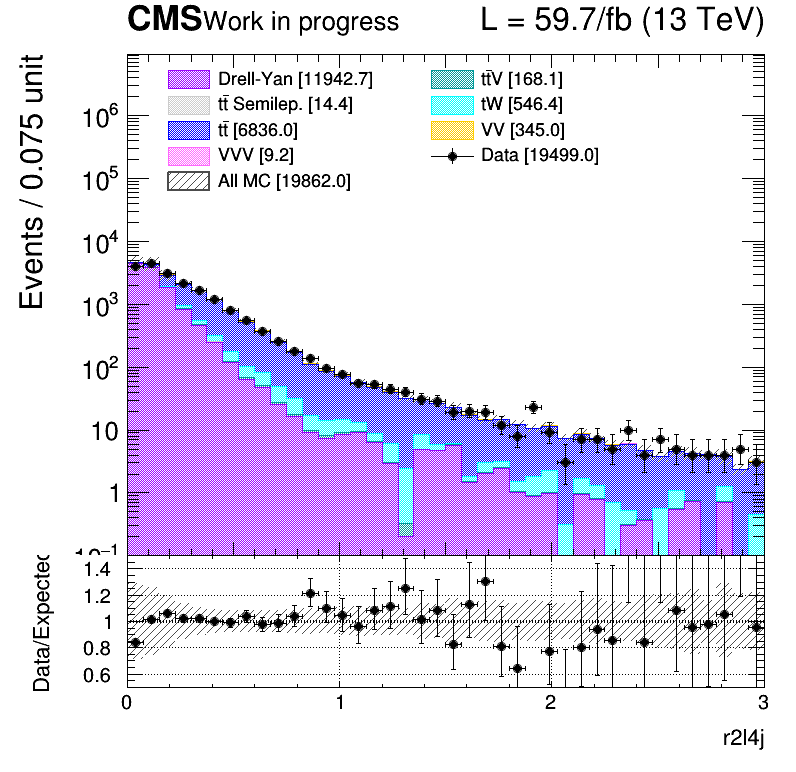 CMS Work in progress L = 59.7/fb (13 TeV)
Events / 0.075 unit
Drell-Yan [11942.7]
tt̄ Semilep. [14.4]
tt̄ [6836.0]
VVV [9.2]
All MC [19862.0]
tt̄V [168.1]
tW [546.4]
VV [345.0]
Data [19499.0]
10⁶
10⁵
10⁴
10³
10²
10
1
10⁻¹
Data/Expected
1.4
1.2
1
0.8
0.6
0 1 2 3
r2l4j